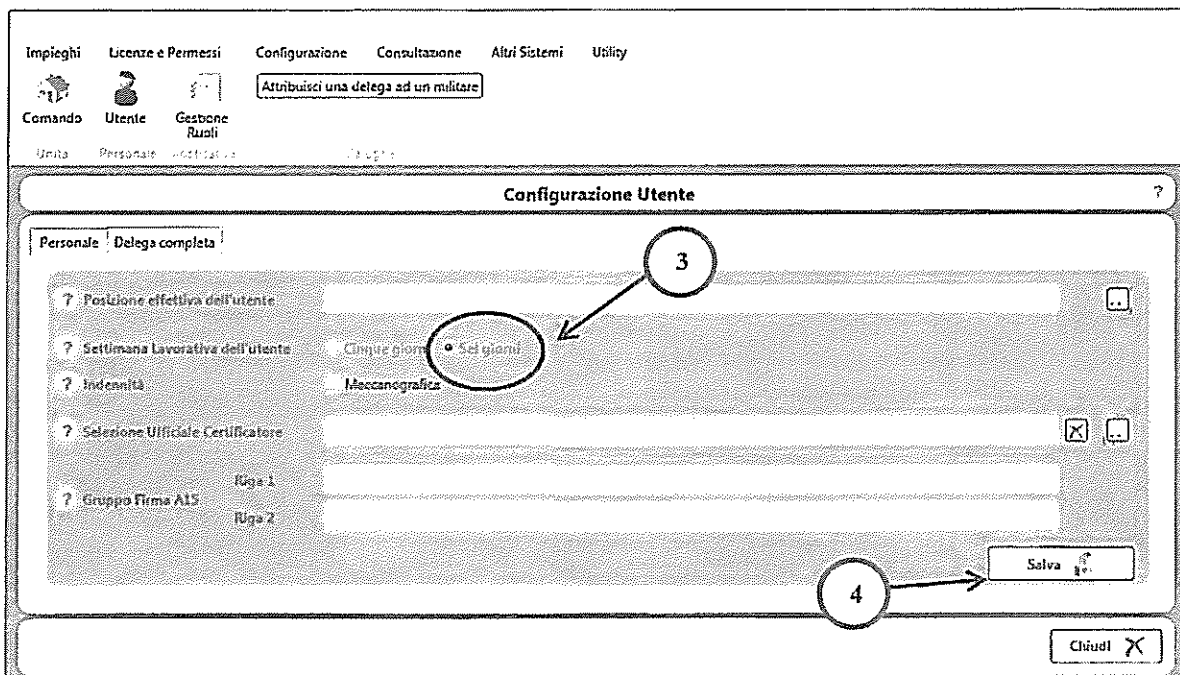 Impieghi Licenze e Permessi Configurazione Consultazione Altri Sistemi Utility
Attribuisci una delega ad un militare
Comando Utente Gestione
Ruoli
Unità Personale
Configurazione Utente ?
Personale Delega completa
3
? Posizione effettiva dell'utente ..
? Settimana Lavorativa dell'utente Cinque giorni Sei giorni
? Indennità Meccanografica
? Selezione Ufficiale Certificatore ..
Riga 1
? Gruppo Firma A15
Riga 2
Salva
4
Chiudi